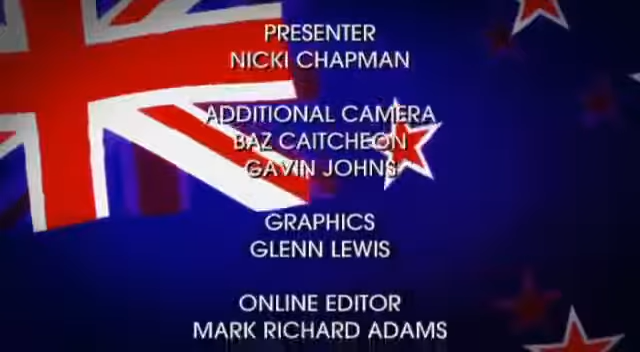 PRESENTER
NICKI CHAPMAN
ADDITIONAL CAMERA
BAZ CAITCHEON
GAVIN JOHNS
GRAPHICS
GLENN LEWIS
ONLINE EDITOR
MARK RICHARD ADAMS